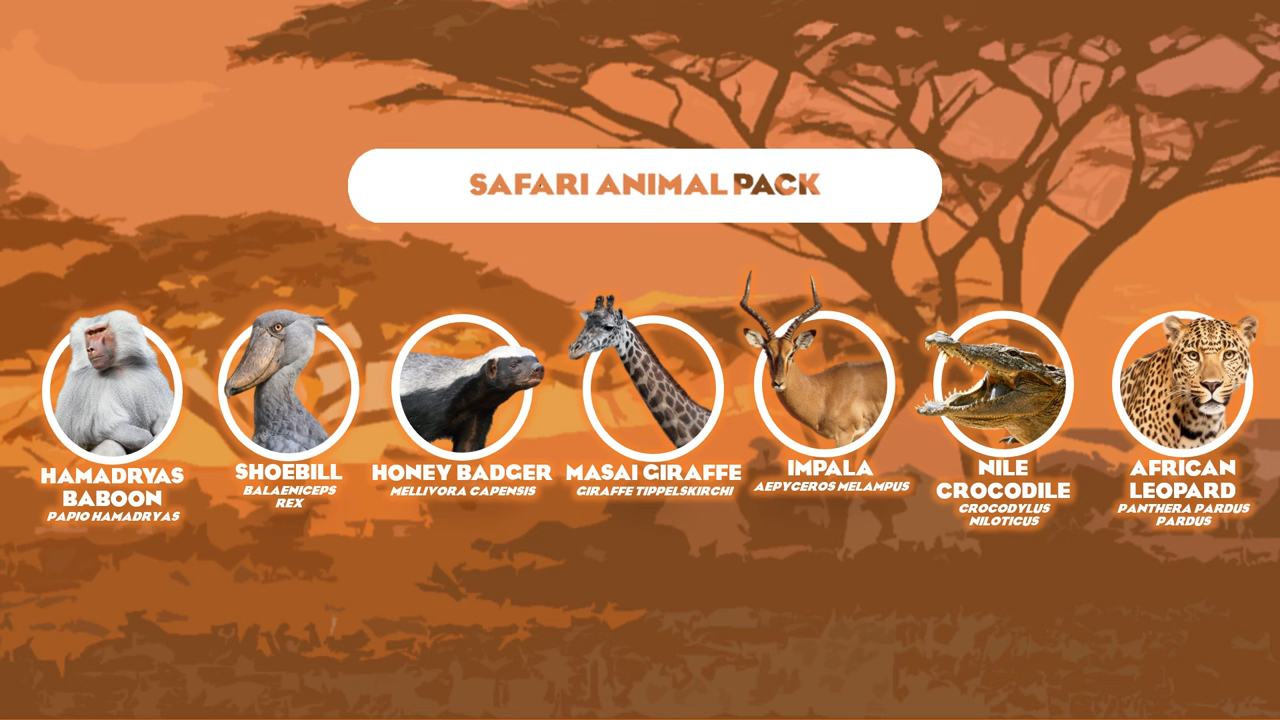 SAFARI ANIMAL PACK
HAMADRYAS
BABOON
PAPIO HAMADRYAS
SHOEBILL
BALAENICEPS
REX
HONEY BADGER
MELLIVORA CAPENSIS
MASAI GIRAFFE
GIRAFFE TIPPELSKIRCHI
IMPALA
AEPYCEROS MELAMPUS
NILE
CROCODILE
CROCODYLUS
NILOTICUS
AFRICAN
LEOPARD
PANTHERA PARDUS
PARDUS